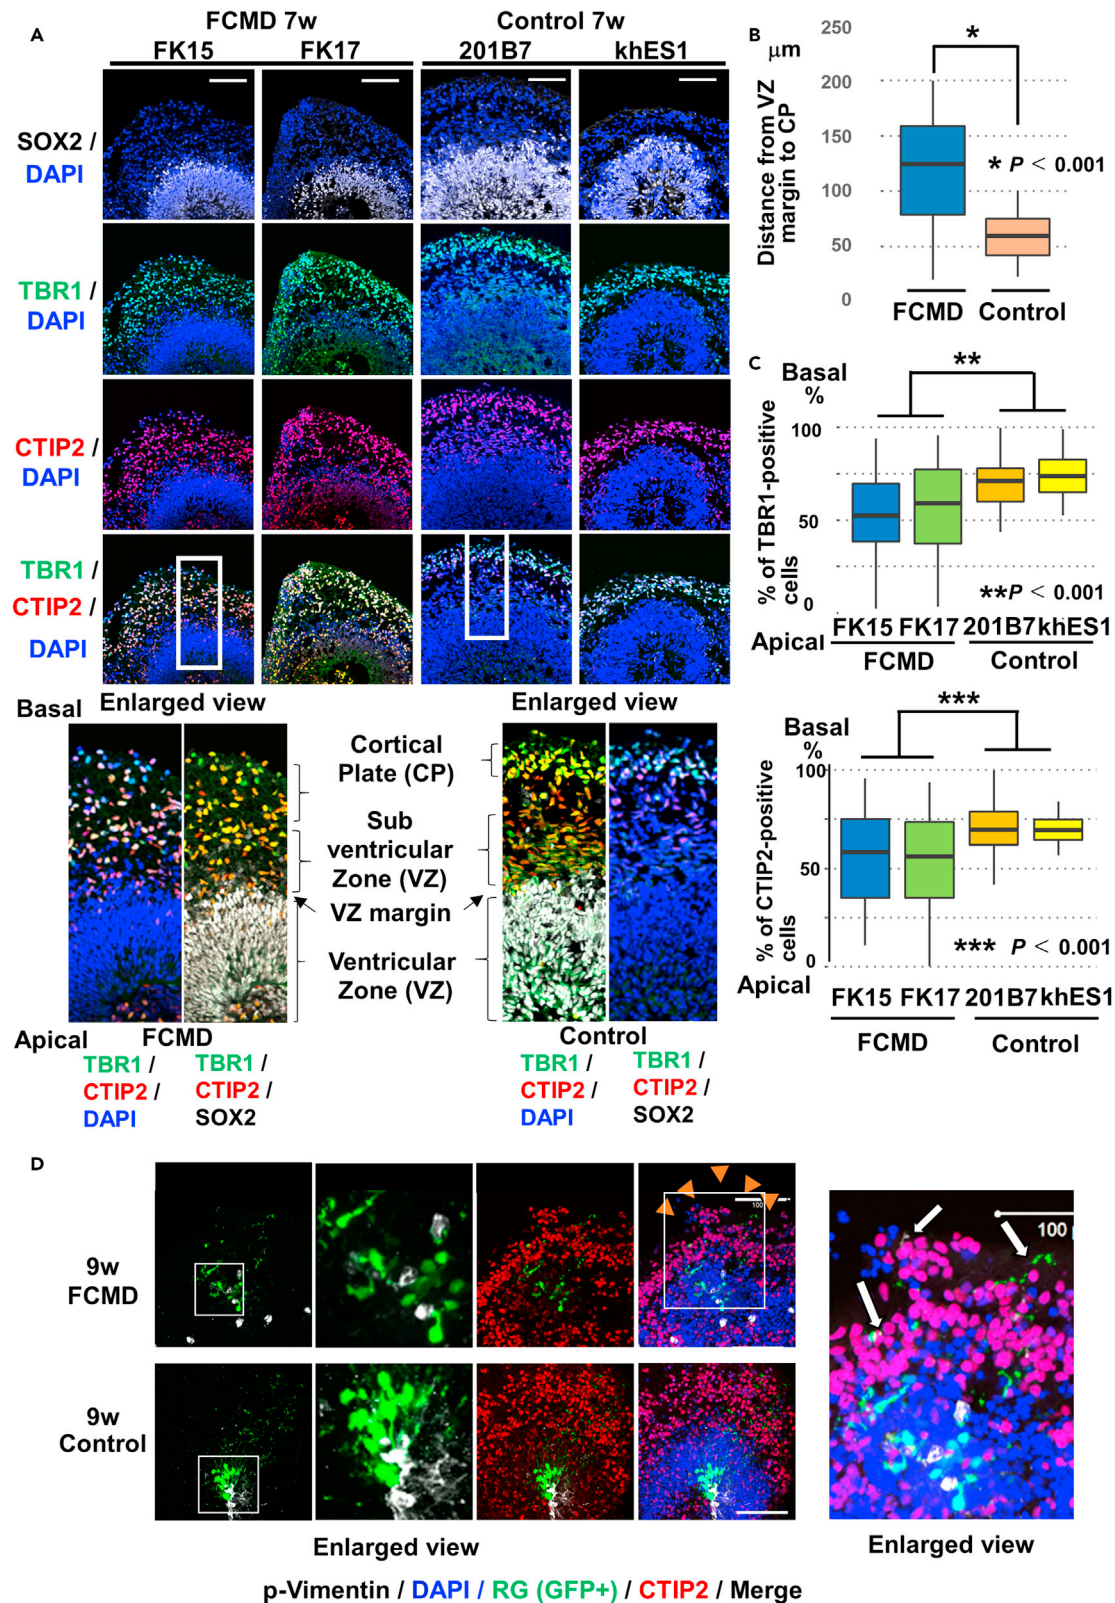 A
FCMD 7w
Control 7w
FK15
FK17
201B7
khES1
SOX2 /
DAPI
TBR1 /
DAPI
CTIP2 /
DAPI
TBR1 /
CTIP2 /
DAPI
Basal
Enlarged view
Enlarged view
Cortical
Plate (CP)
Sub
ventricular
Zone (VZ)
VZ margin
Ventricular
Zone (VZ)
Apical
FCMD
Control
TBR1 /
CTIP2 /
DAPI
TBR1 /
CTIP2 /
SOX2
TBR1 /
CTIP2 /
DAPI
TBR1 /
CTIP2 /
SOX2
B
250
μm
200
150
100
50
0
Distance from VZ
margin to CP
*
* P < 0.001
FCMD
Control
C
Basal
%
100
50
0
% of TBR1-positive
cells
**
**P < 0.001
Apical
FK15 FK17 201B7 khES1
FCMD
Control
Basal
%
100
50
0
% of CTIP2-positive
cells
***
*** P < 0.001
Apical
FK15 FK17 201B7 khES1
FCMD
Control
D
9w
FCMD
100
9w
Control
100
Enlarged view
Enlarged view
p-Vimentin / DAPI / RG (GFP+) / CTIP2 / Merge